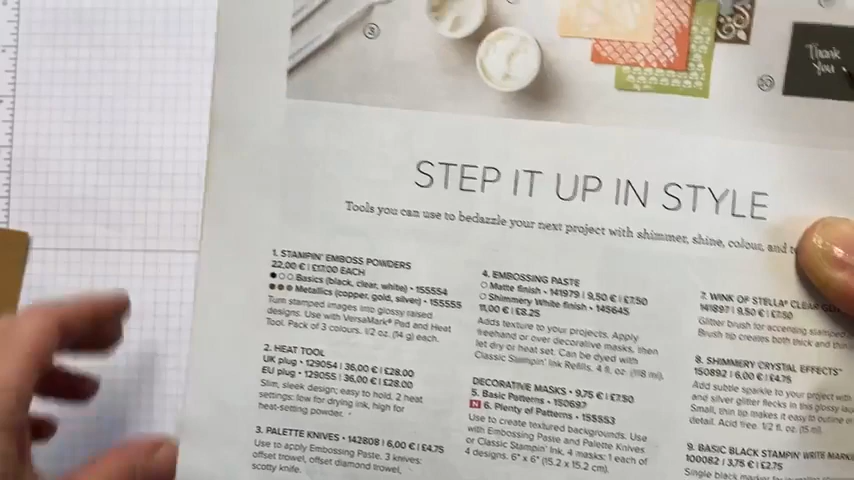 3
10
Thank
You
STEP IT UP IN STYLE
Tools you can use to bedazzle your next project with shimmer, shine, colour, and
1. STAMPIN' EMBOSS POWDERS
22,00 € | £17.00 EACH
Basics (black, clear, white) • 155554
Metallics (copper, gold, silver) • 155555
Turn stamped images into glossy raised
designs. Use with VersaMark® Pad and Heat
Tool. Pack of 3 colours. 1/2 oz. (14 g) each.
2. HEAT TOOL
UK plug • 129054 | 36,00 € | £28.00
EU plug • 129055 | 36,00 € | £28.00
Slim, sleek design; easy to hold. 2 heat
settings: low for drying ink, high for
heat-setting powder.
3. PALETTE KNIVES • 142808 | 6,00 € | £4.75
Use to apply Embossing Paste. 3 knives:
offset trowel, offset diamond trowel,
scotty knife.
4. EMBOSSING PASTE
Matte finish • 141979 | 9,50 € | £7.50
Shimmery White finish • 145645
11,00 € | £8.25
Adds texture to your projects. Apply
freehand or over decorative masks, then
let dry or heat set. Can be dyed with
Classic Stampin' Ink Refills. 4 fl. oz. (118 ml).
DECORATIVE MASKS • 9,75 € | £7.50
5. Basic Patterns • 150697
N 6. Plenty of Patterns • 155553
Use to create textured backgrounds. Use
with Embossing Paste and Palette Knives
or Classic Stampin' Ink. 4 masks: 1 each of
4 designs. 6" x 6" (15.2 x 15.2 cm).
7. WINK OF STELLA® CLEAR
141897 | 9,50 € | £7.50
Glitter brush for accenting stamped
Brush tip creates both thick and thin
8. SHIMMERY CRYSTAL EFFECTS™
150892 | 6,00 € | £4.75
Add subtle sparkle to your project with
and silver glitter flecks in this glossy
Small, thin tip makes it easy to outline or
detail. Acid free. 1/2 fl. oz. (15 ml).
9. BASIC BLACK STAMPIN' WRITE
100082 | 3,75 € | £2.75
Single black marker for